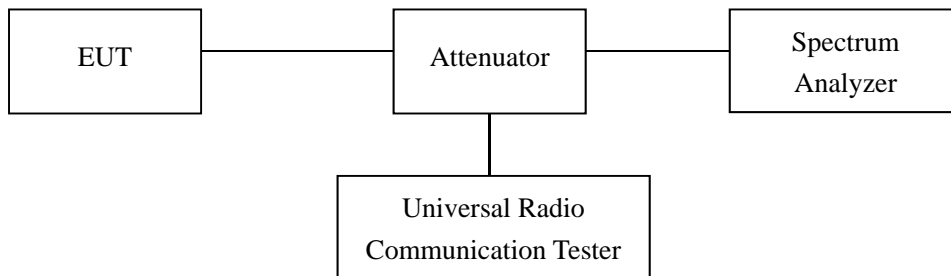 EUT
Attenuator
Spectrum
Analyzer
Universal Radio
Communication Tester